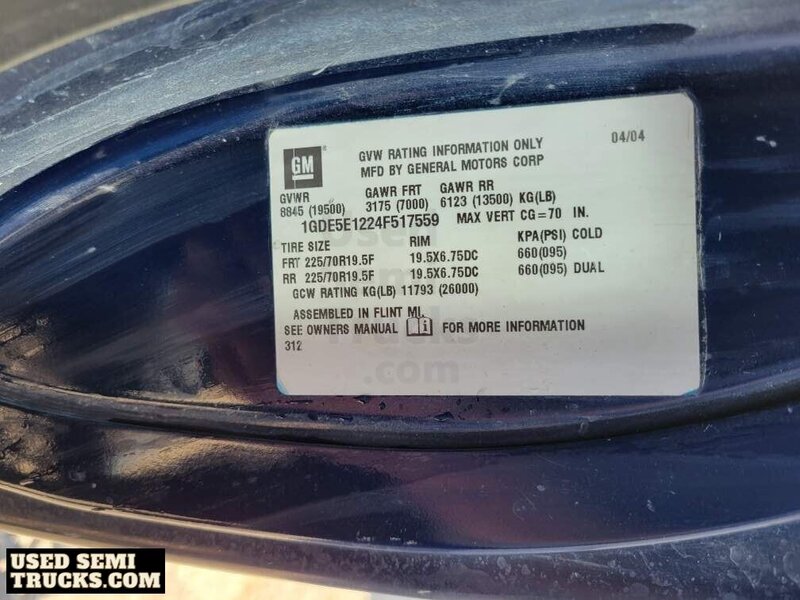 GM®
GVW RATING INFORMATION ONLY 04/04
MFD BY GENERAL MOTORS CORP
GVWR GAWR FRT GAWR RR
8845 (19500) 3175 (7000) 6123 (13500) KG(LB)
1GDE5E1224F517559 MAX VERT CG=70 IN.
TIRE SIZE RIM KPA(PSI) COLD
FRT 225/70R19.5F 19.5X6.75DC 660(095)
RR 225/70R19.5F 19.5X6.75DC 660(095) DUAL
GCW RATING KG(LB) 11793 (26000)
ASSEMBLED IN FLINT MI.
SEE OWNERS MANUAL i FOR MORE INFORMATION
312
Used
Semi
Trucks
.com
USED SEMI
TRUCKS.COM